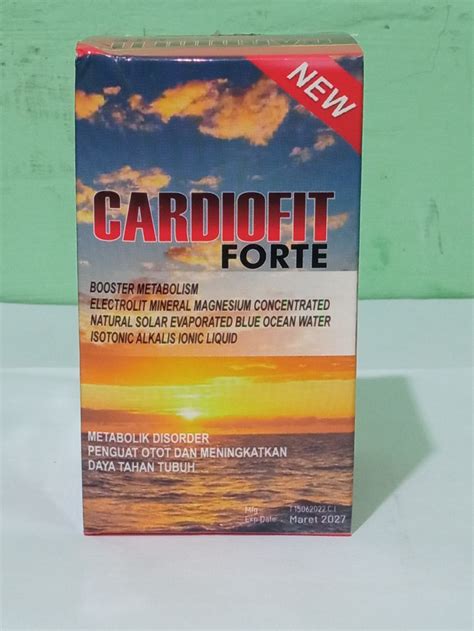 NEW
CARDIOFIT
FORTE
BOOSTER METABOLISM
ELECTROLIT MINERAL MAGNESIUM CONCENTRATED
NATURAL SOLAR EVAPORATED BLUE OCEAN WATER
ISOTONIC ALKALIS IONIC LIQUID
METABOLIK DISORDER
PENGUAT OTOT DAN MENINGKATKAN
DAYA TAHAN TUBUH
Mfg
Exp Date : Maret 2027